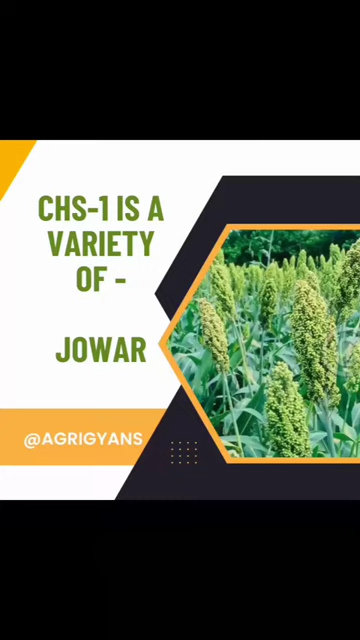 CHS-1 IS A
VARIETY
OF -
JOWAR
@AGRIGYANS